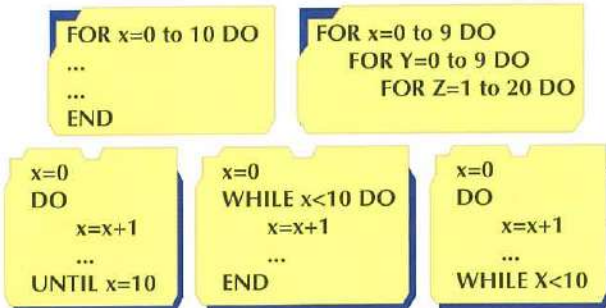 FOR x=0 to 10 DO
...
...
END
FOR x=0 to 9 DO
FOR Y=0 to 9 DO
FOR Z=1 to 20 DO
x=0
DO
x=x+1
...
UNTIL x=10
x=0
WHILE x<10 DO
x=x+1
...
END
x=0
DO
x=x+1
...
WHILE X<10